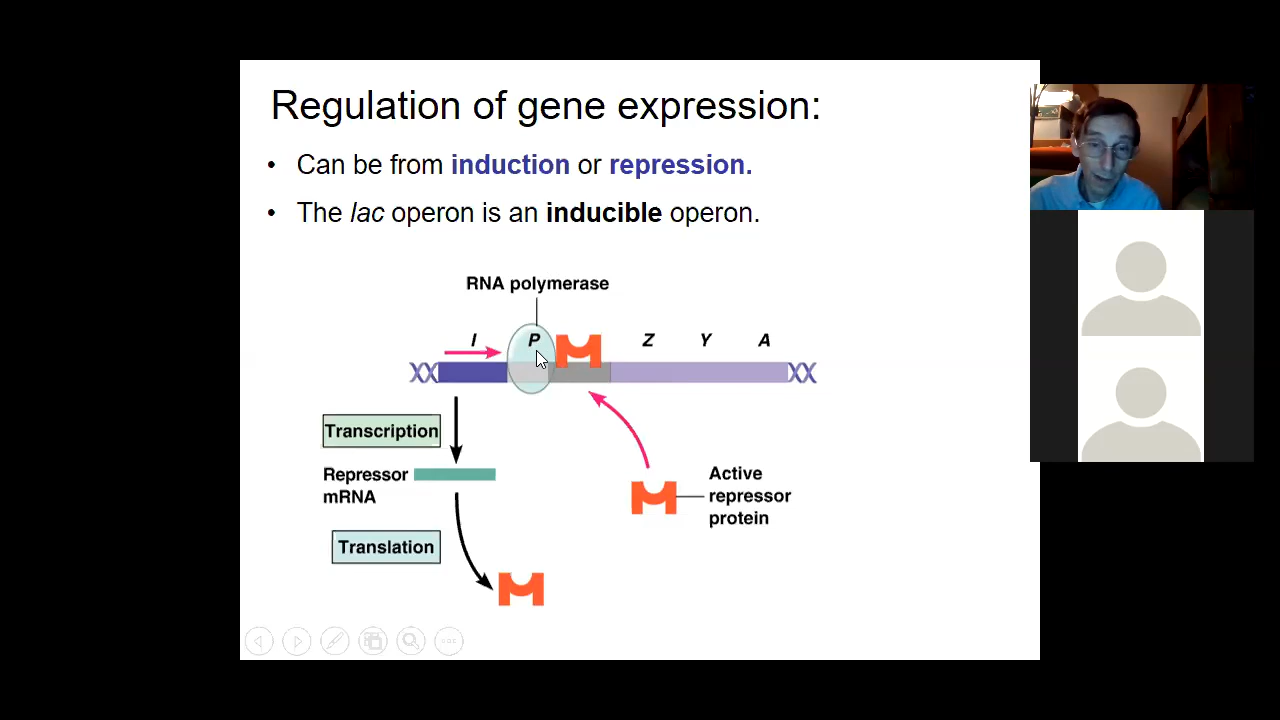 Regulation of gene expression:
• Can be from induction or repression.
• The lac operon is an inducible operon.
RNA polymerase
I P Z Y A
Transcription
Repressor
mRNA
Active
repressor
protein
Translation